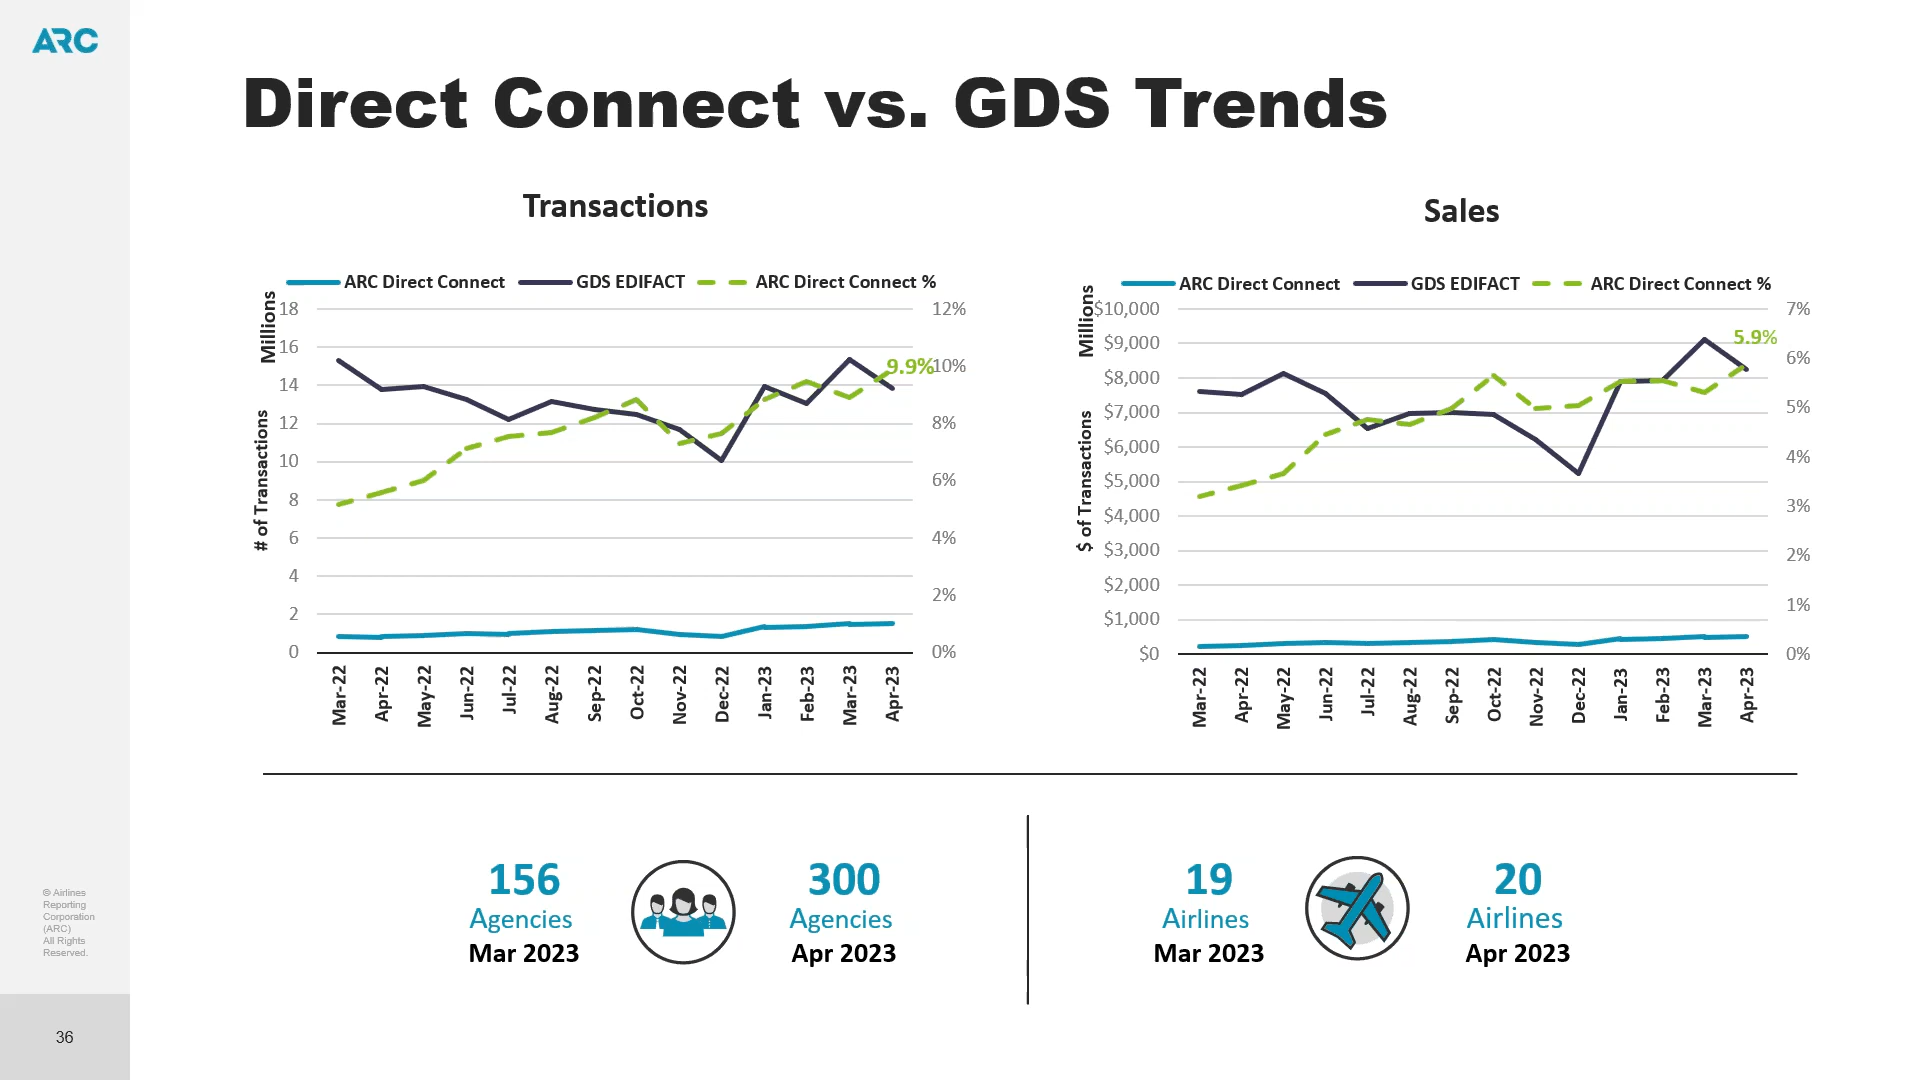 ARC
Direct Connect vs. GDS Trends
Transactions
ARC Direct Connect GDS EDIFACT ARC Direct Connect %
Millions
# of Transactions
18
16
14
12
10
8
6
4
2
0
12%
10%
8%
6%
4%
2%
0%
9.9%
Mar-22 Apr-22 May-22 Jun-22 Jul-22 Aug-22 Sep-22 Oct-22 Nov-22 Dec-22 Jan-23 Feb-23 Mar-23 Apr-23
Sales
ARC Direct Connect GDS EDIFACT ARC Direct Connect %
Millions
$ of Transactions
$10,000
$9,000
$8,000
$7,000
$6,000
$5,000
$4,000
$3,000
$2,000
$1,000
$0
7%
6%
5%
4%
3%
2%
1%
0%
5.9%
Mar-22 Apr-22 May-22 Jun-22 Jul-22 Aug-22 Sep-22 Oct-22 Nov-22 Dec-22 Jan-23 Feb-23 Mar-23 Apr-23
156
Agencies
Mar 2023
300
Agencies
Apr 2023
19
Airlines
Mar 2023
20
Airlines
Apr 2023
© Airlines
Reporting
Corporation
(ARC)
All Rights
Reserved.
36